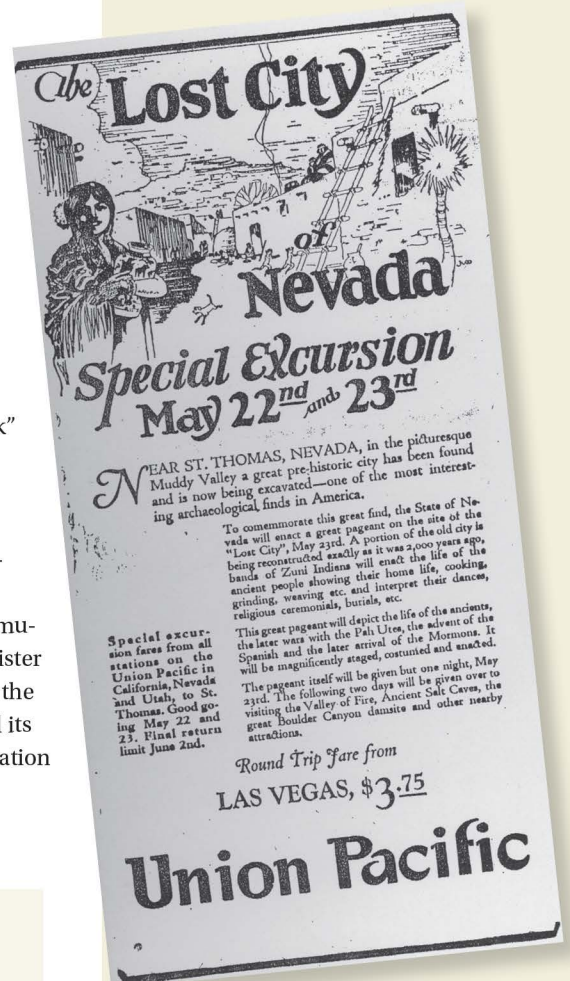 The Lost City
of
Nevada
Special Excursion
May 22nd and 23rd
NEAR ST. THOMAS, NEVADA, in the picturesque
Muddy Valley a great pre-historic city has been found
and is now being excavated—one of the most interest-
ing archaeological finds in America.
To comemmorate this great find, the State of Ne-
vada will enact a great pageant on the site of the
"Lost City", May 23rd. A portion of the old city is
being reconstructed exactly as it was 2,000 years ago,
bands of Zuni Indians will enact the life of the
ancient people showing their home life, cooking,
grinding, weaving etc. and interpret their dances,
religious ceremonials, burials, etc.
This great pageant will depict the life of the ancients,
the later wars with the Pah Utes, the advent of the
Spanish and the later arrival of the Mormons. It
will be magnificently staged, costumed and enacted.
The pageant itself will be given but one night, May
23rd. The following two days will be given over to
visiting the Valley of Fire, Ancient Salt Caves, the
great Boulder Canyon damsite and other nearby
attractions.
Special excur-
sion fares from all
stations on the
Union Pacific in
California, Nevada
and Utah, to St.
Thomas. Good go-
ing May 22 and
23. Final return
limit June 2nd.
Round Trip Fare from
LAS VEGAS, $3.75
Union Pacific
k"
mu-
ister
the
l its
ation